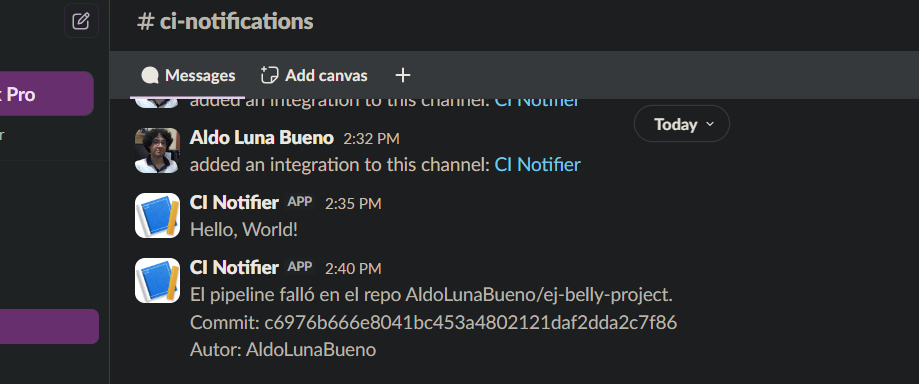 # ci-notifications
Messages
Add canvas
Pro
added an integration to this channel: CI Notifier
Today
Aldo Luna Bueno 2:32 PM
added an integration to this channel: CI Notifier
CI Notifier APP 2:35 PM
Hello, World!
CI Notifier APP 2:40 PM
El pipeline falló en el repo AldoLunaBueno/ej-belly-project.
Commit: c6976b666e8041bc453a4802121daf2dda2c7f86
Autor: AldoLunaBueno